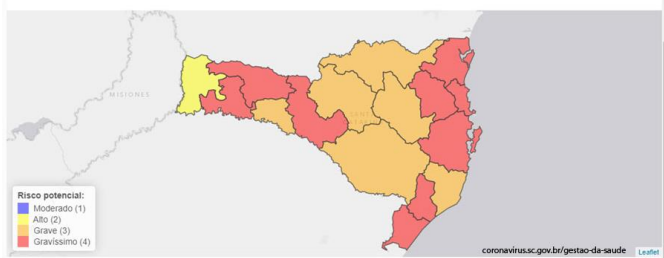 MISIONES
SANTA
Risco potencial:
Moderado (1)
Alto (2)
Grave (3)
Gravíssimo (4)
coronavirus.sc.gov.br/gestao-da-saude
Leaflet